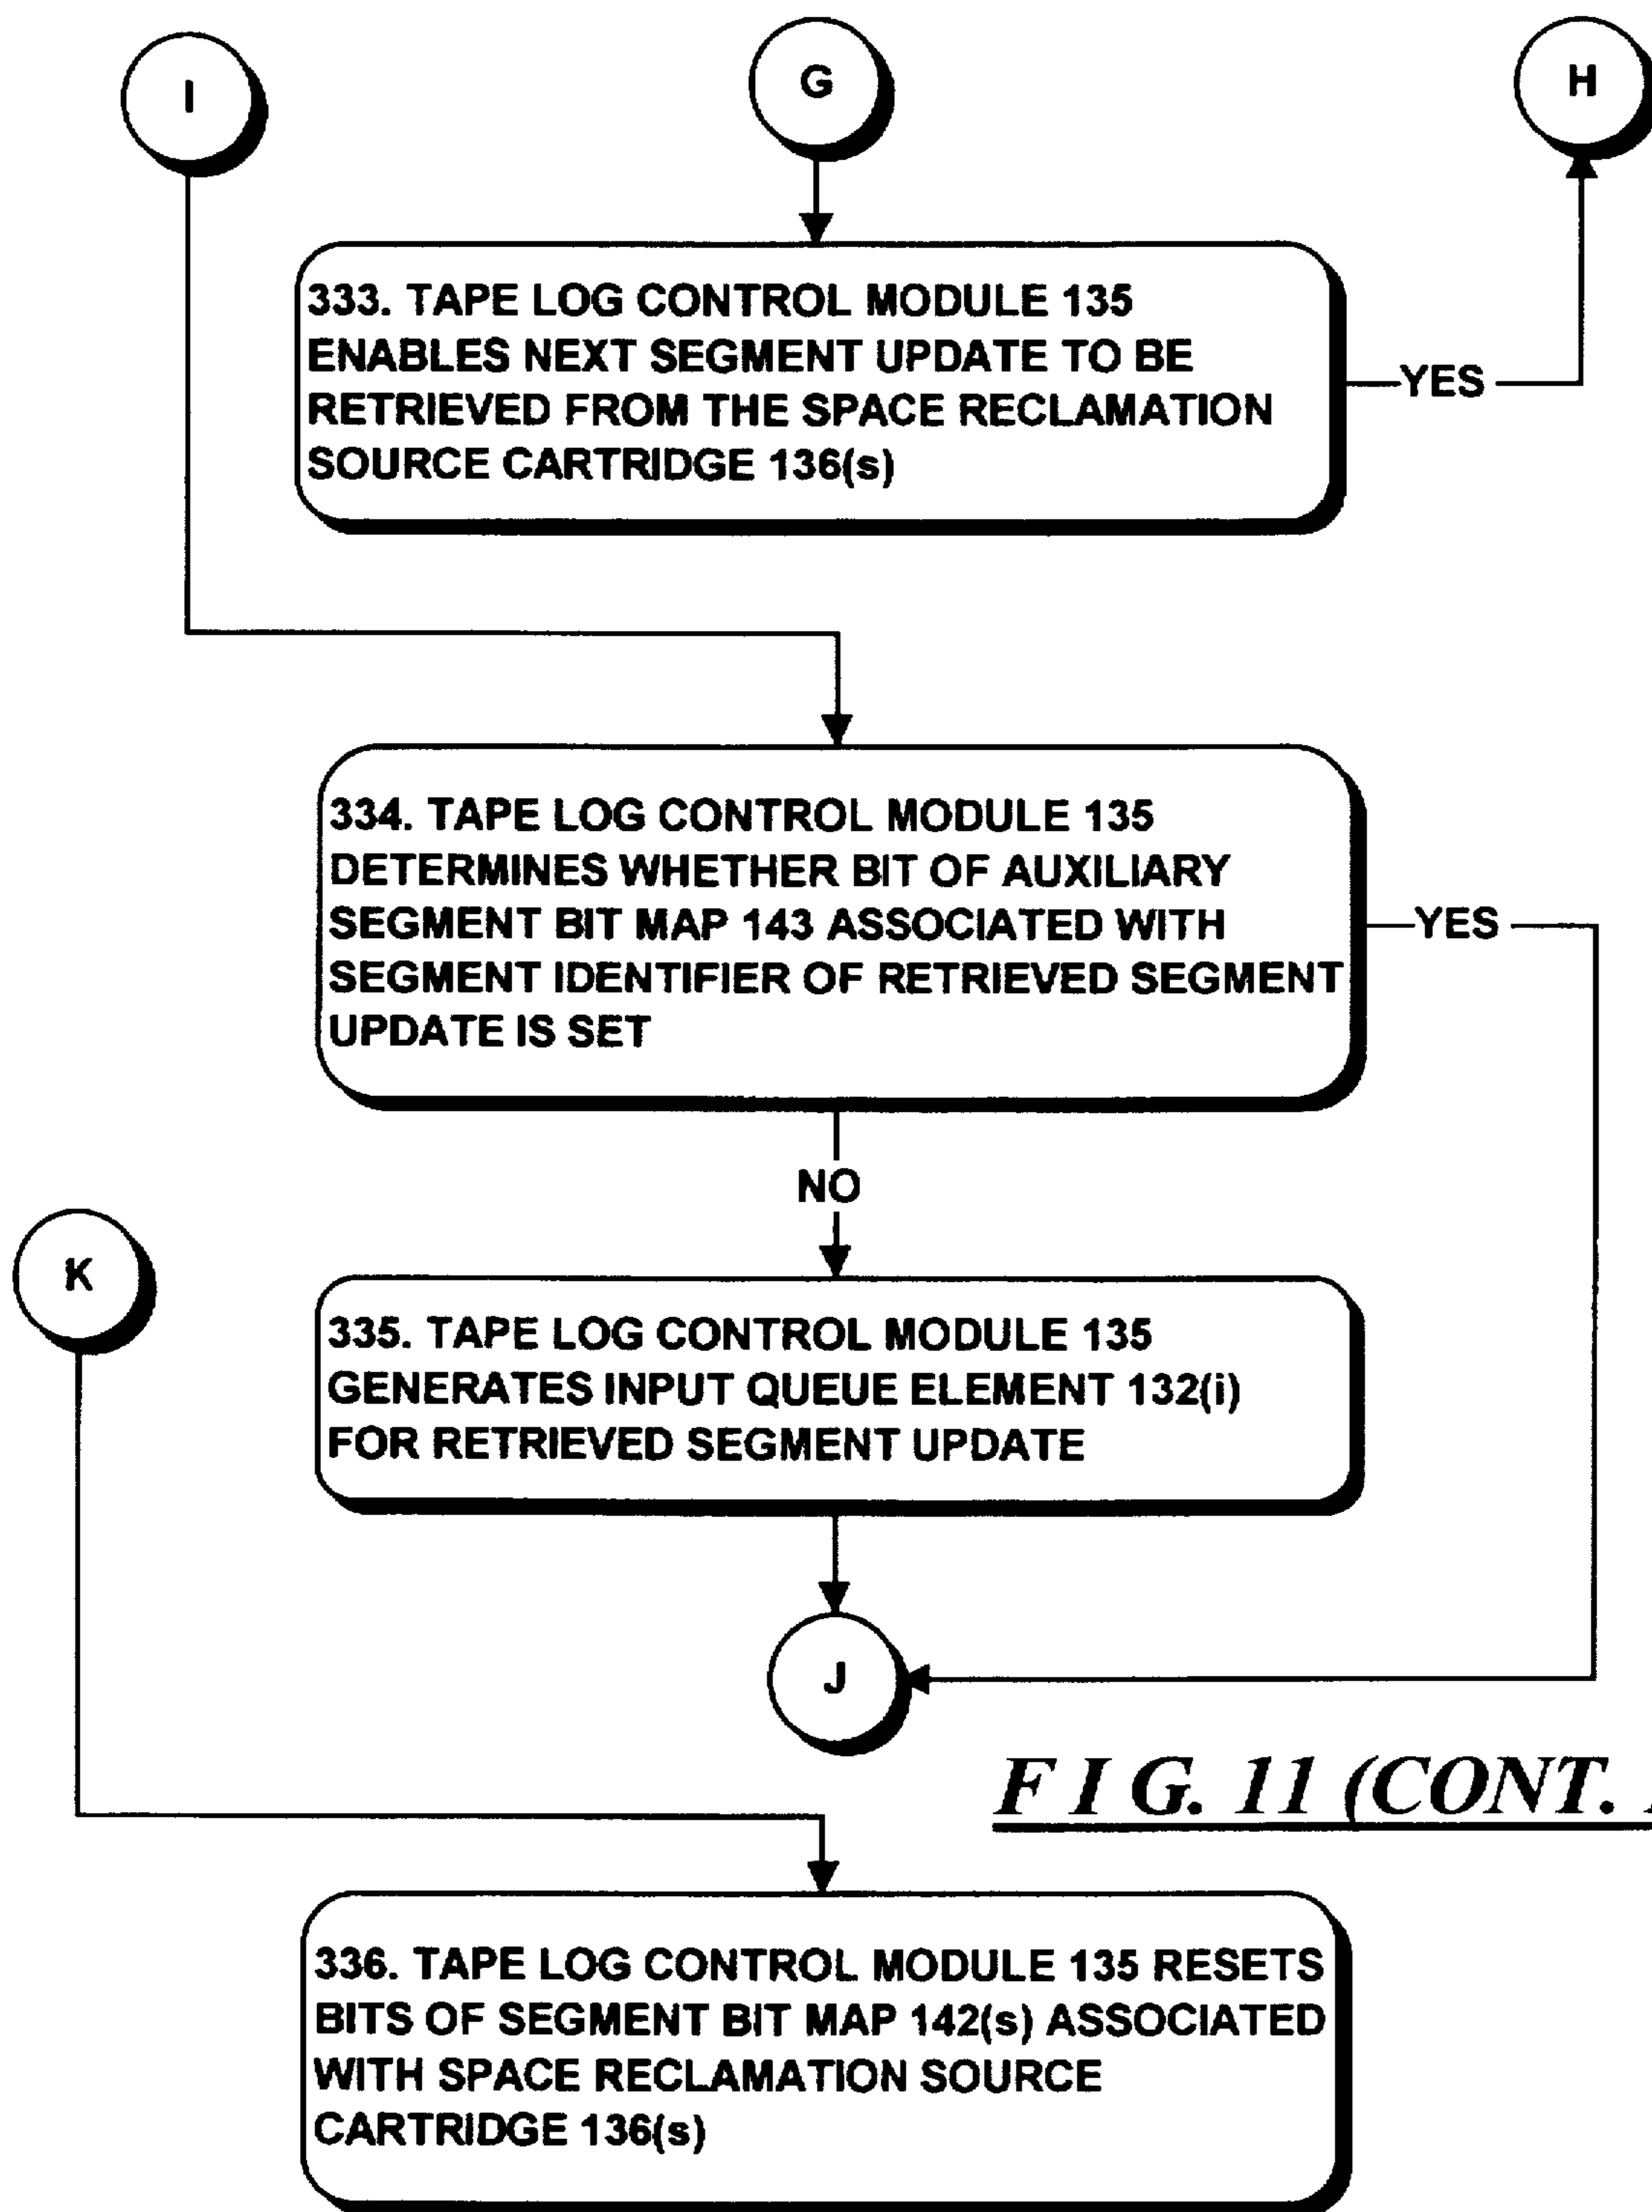 I
G
H
333. TAPE LOG CONTROL MODULE 135
ENABLES NEXT SEGMENT UPDATE TO BE
RETRIEVED FROM THE SPACE RECLAMATION
SOURCE CARTRIDGE 136(s)
YES
334. TAPE LOG CONTROL MODULE 135
DETERMINES WHETHER BIT OF AUXILIARY
SEGMENT BIT MAP 143 ASSOCIATED WITH
SEGMENT IDENTIFIER OF RETRIEVED SEGMENT
UPDATE IS SET
YES
NO
K
335. TAPE LOG CONTROL MODULE 135
GENERATES INPUT QUEUE ELEMENT 132(i)
FOR RETRIEVED SEGMENT UPDATE
J
F I G. 11 (CONT.
336. TAPE LOG CONTROL MODULE 135 RESETS
BITS OF SEGMENT BIT MAP 142(s) ASSOCIATED
WITH SPACE RECLAMATION SOURCE
CARTRIDGE 136(s)